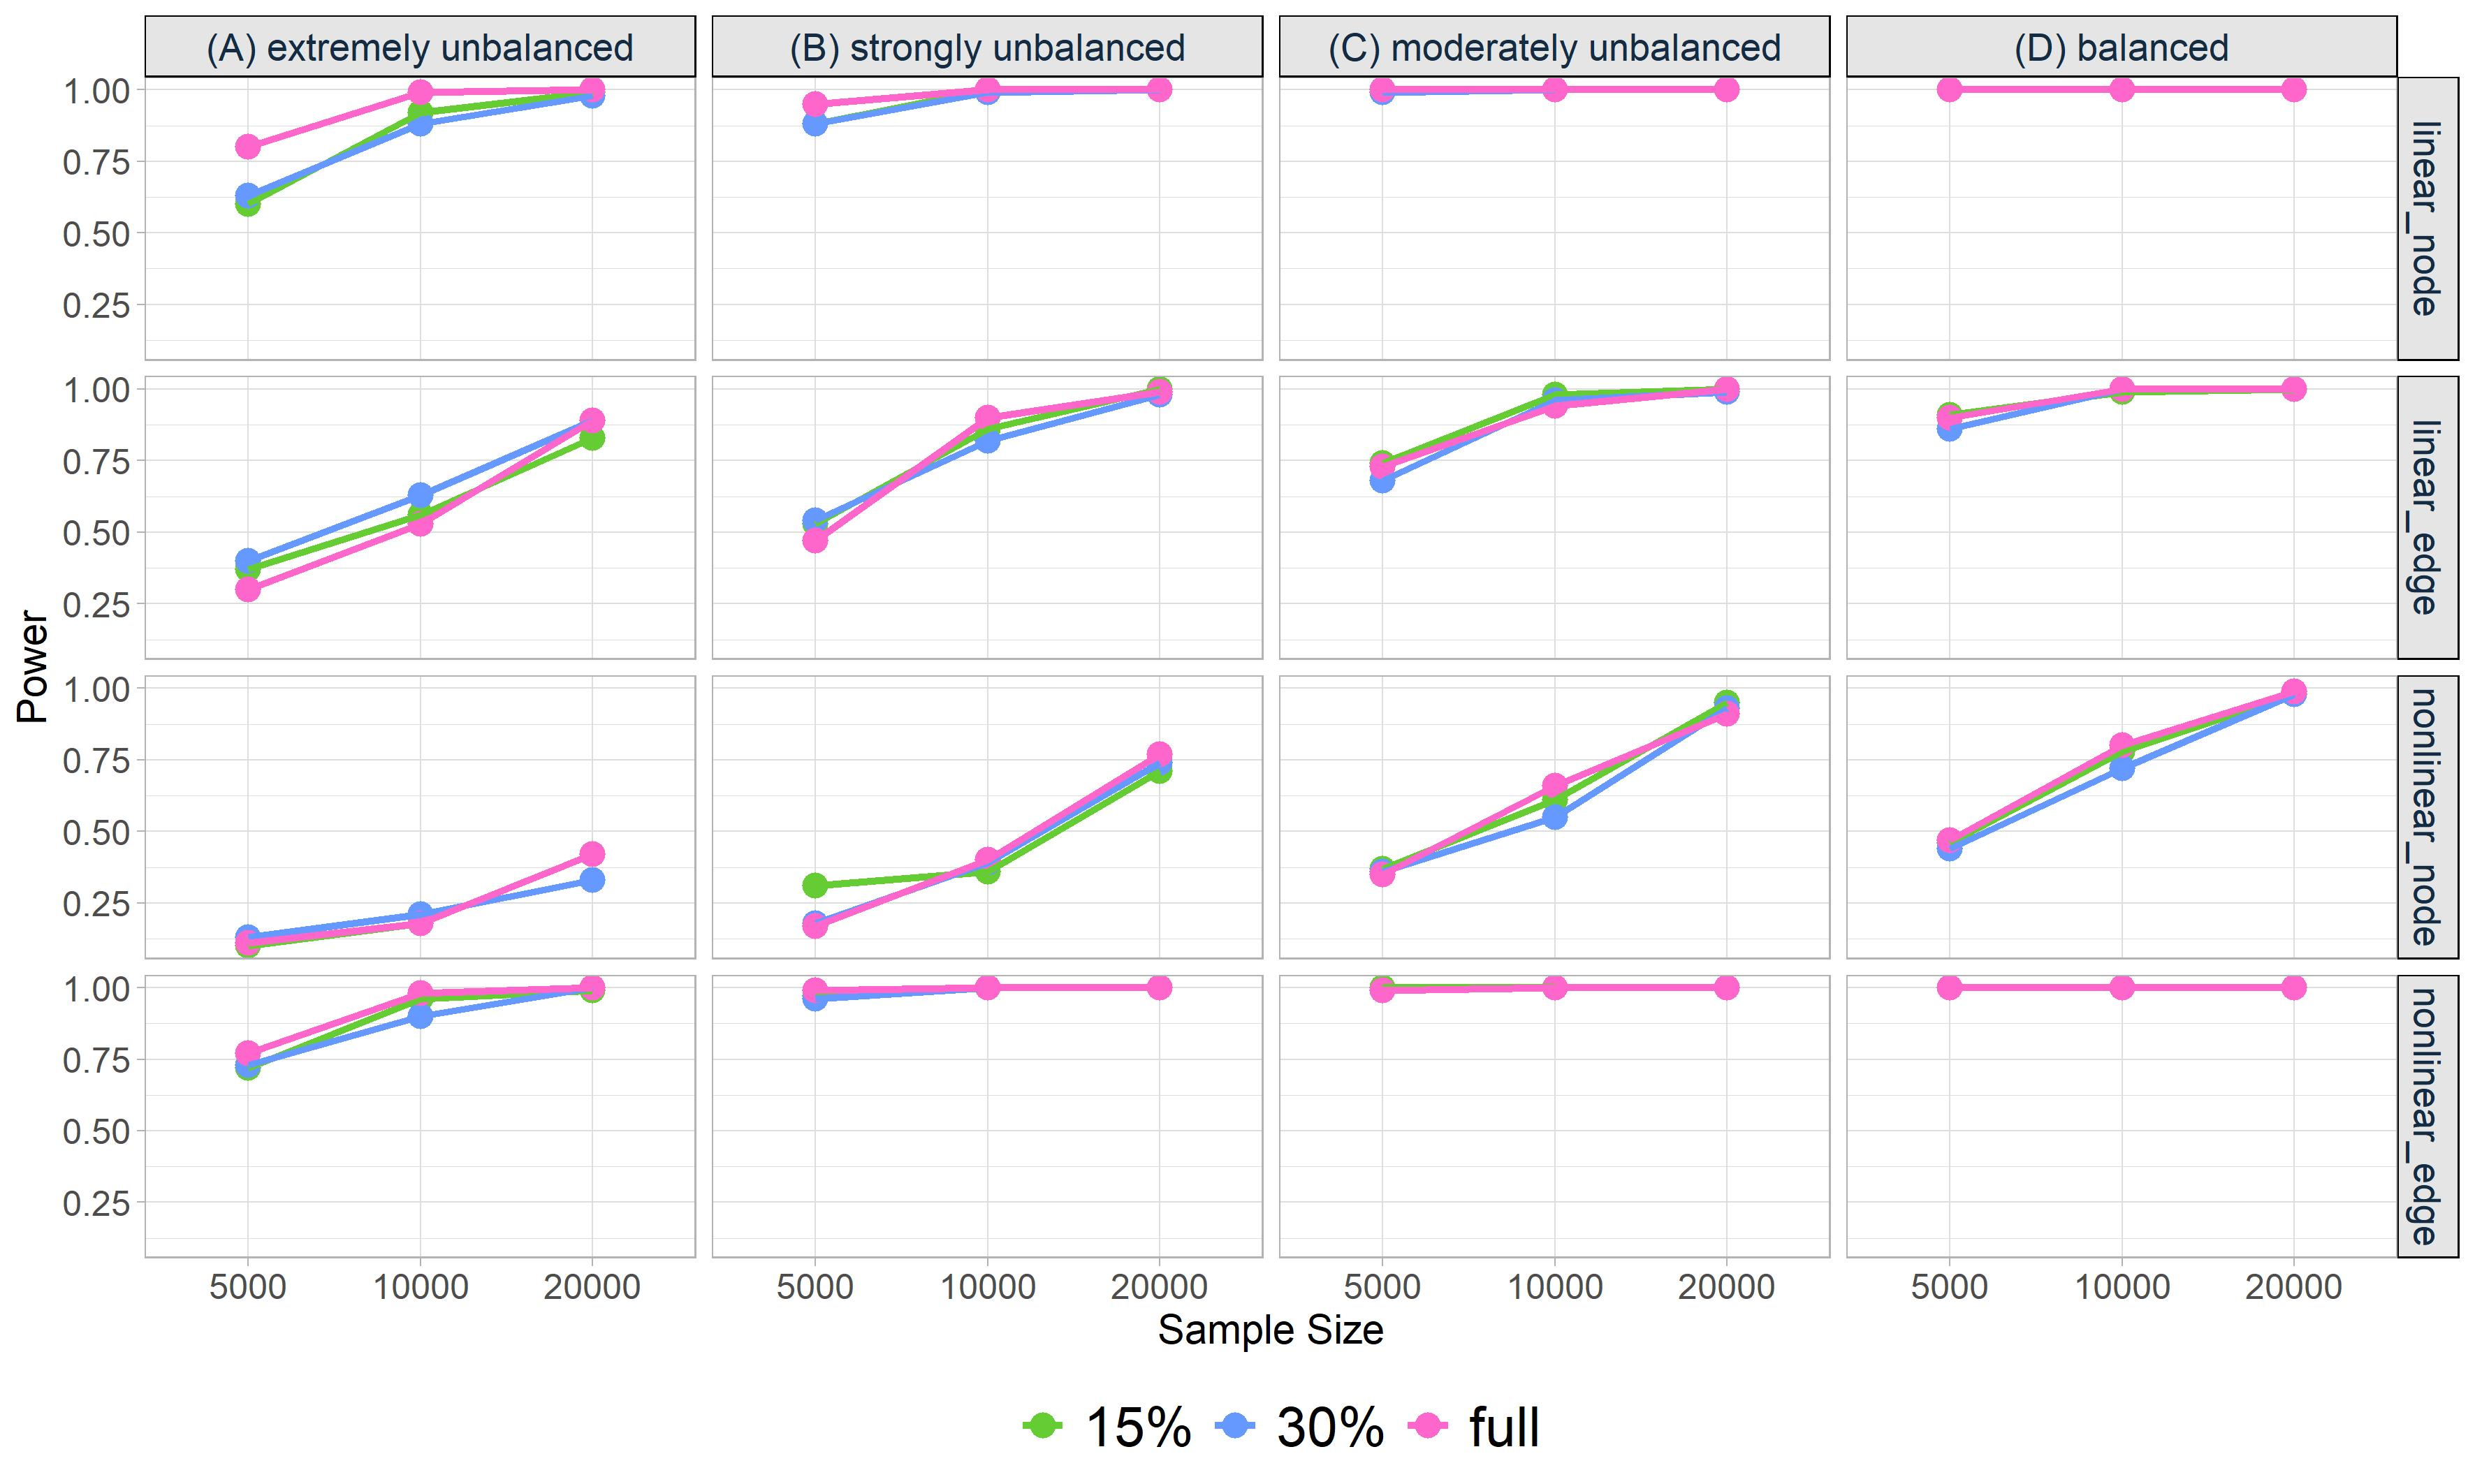 (A) extremely unbalanced
(B) strongly unbalanced
(C) moderately unbalanced
(D) balanced
1.00
0.75
0.50
0.25
linear_node
1.00
0.75
0.50
0.25
linear_edge
Power
1.00
0.75
0.50
0.25
nonlinear_node
1.00
0.75
0.50
0.25
nonlinear_edge
5000 10000 20000
5000 10000 20000
5000 10000 20000
5000 10000 20000
Sample Size
15% 30% full